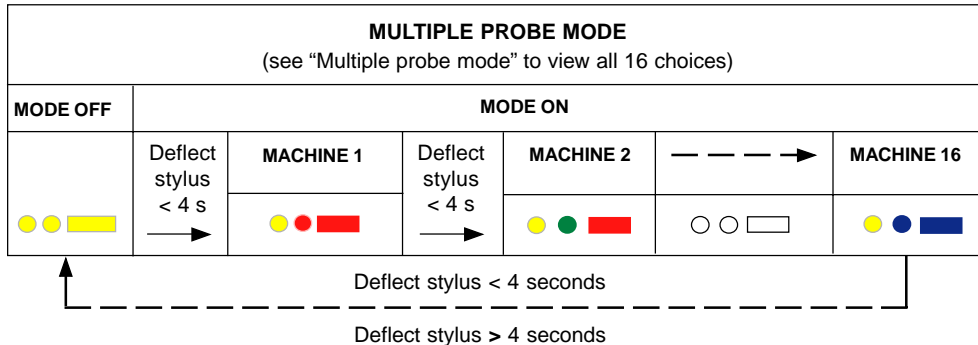 MULTIPLE PROBE MODE
(see “Multiple probe mode” to view all 16 choices)
MODE OFF
MODE ON
Deflect
stylus
< 4 s
MACHINE 1
Deflect
stylus
< 4 s
MACHINE 2
MACHINE 16
Deflect stylus < 4 seconds
Deflect stylus > 4 seconds